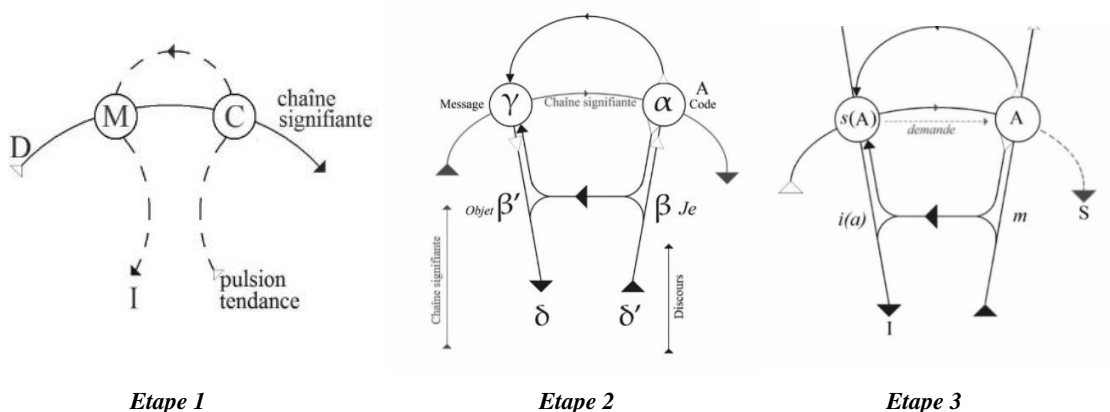 D
M
C
chaîne
signifiante
I
pulsion
tendance
Etape 1
Message
γ
Chaîne signifiante
α
A
Code
Objet β'
β Je
Chaîne signifiante
Discours
δ
δ'
Etape 2
s(A)
demande
A
i(a)
m
S
I
Etape 3